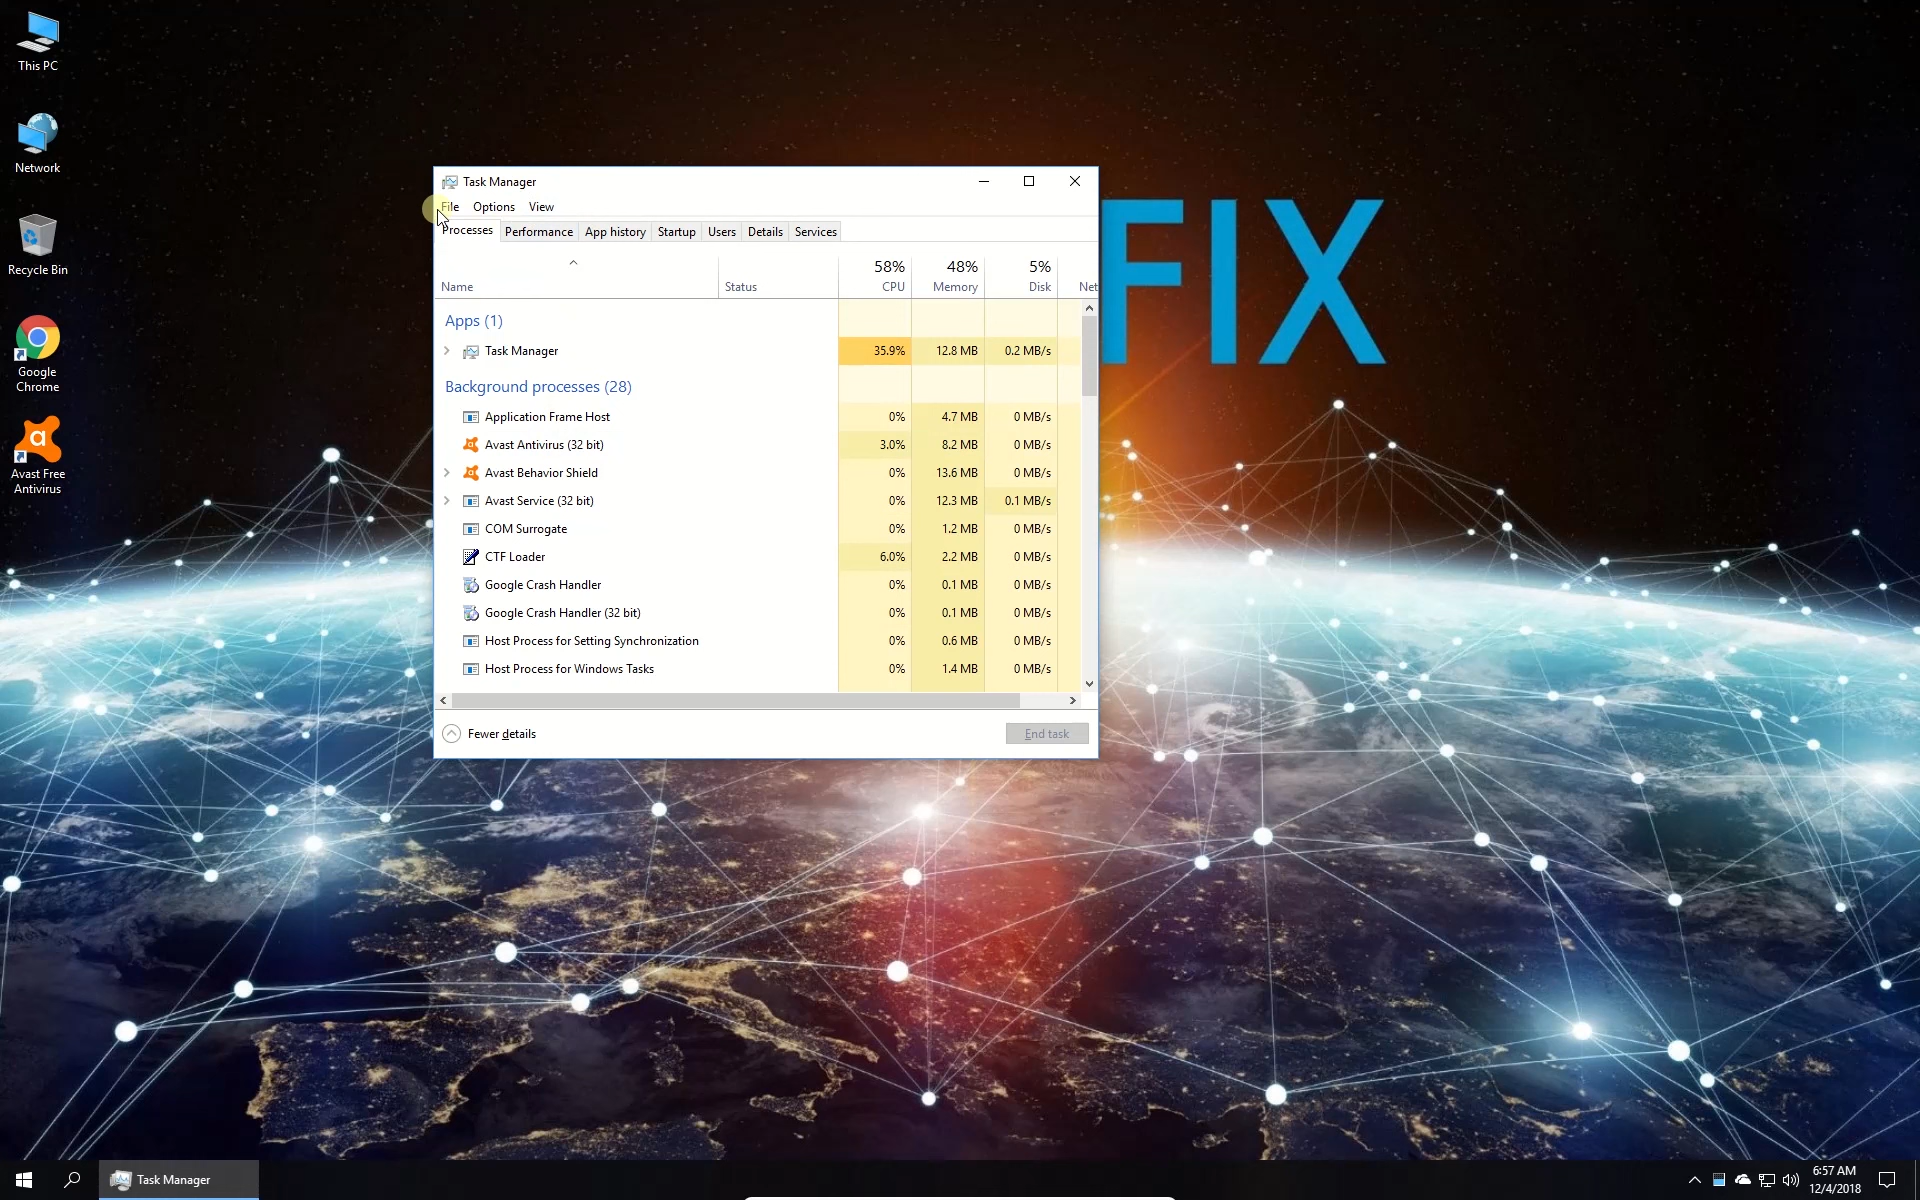 This PC
Network
Recycle Bin
Google
Chrome
Avast Free
Antivirus
FIX
Task Manager
File Options View
Processes Performance App history Startup Users Details Services
58% 48% 5%
Name Status CPU Memory Disk Net
Apps (1)
Task Manager 35.9% 12.8 MB 0.2 MB/s
Background processes (28)
Application Frame Host 0% 4.7 MB 0 MB/s
Avast Antivirus (32 bit) 3.0% 8.2 MB 0 MB/s
Avast Behavior Shield 0% 13.6 MB 0 MB/s
Avast Service (32 bit) 0% 12.3 MB 0.1 MB/s
COM Surrogate 0% 1.2 MB 0 MB/s
CTF Loader 6.0% 2.2 MB 0 MB/s
Google Crash Handler 0% 0.1 MB 0 MB/s
Google Crash Handler (32 bit) 0% 0.1 MB 0 MB/s
Host Process for Setting Synchronization 0% 0.6 MB 0 MB/s
Host Process for Windows Tasks 0% 1.4 MB 0 MB/s
Fewer details End task
Task Manager
6:57 AM
12/4/2018